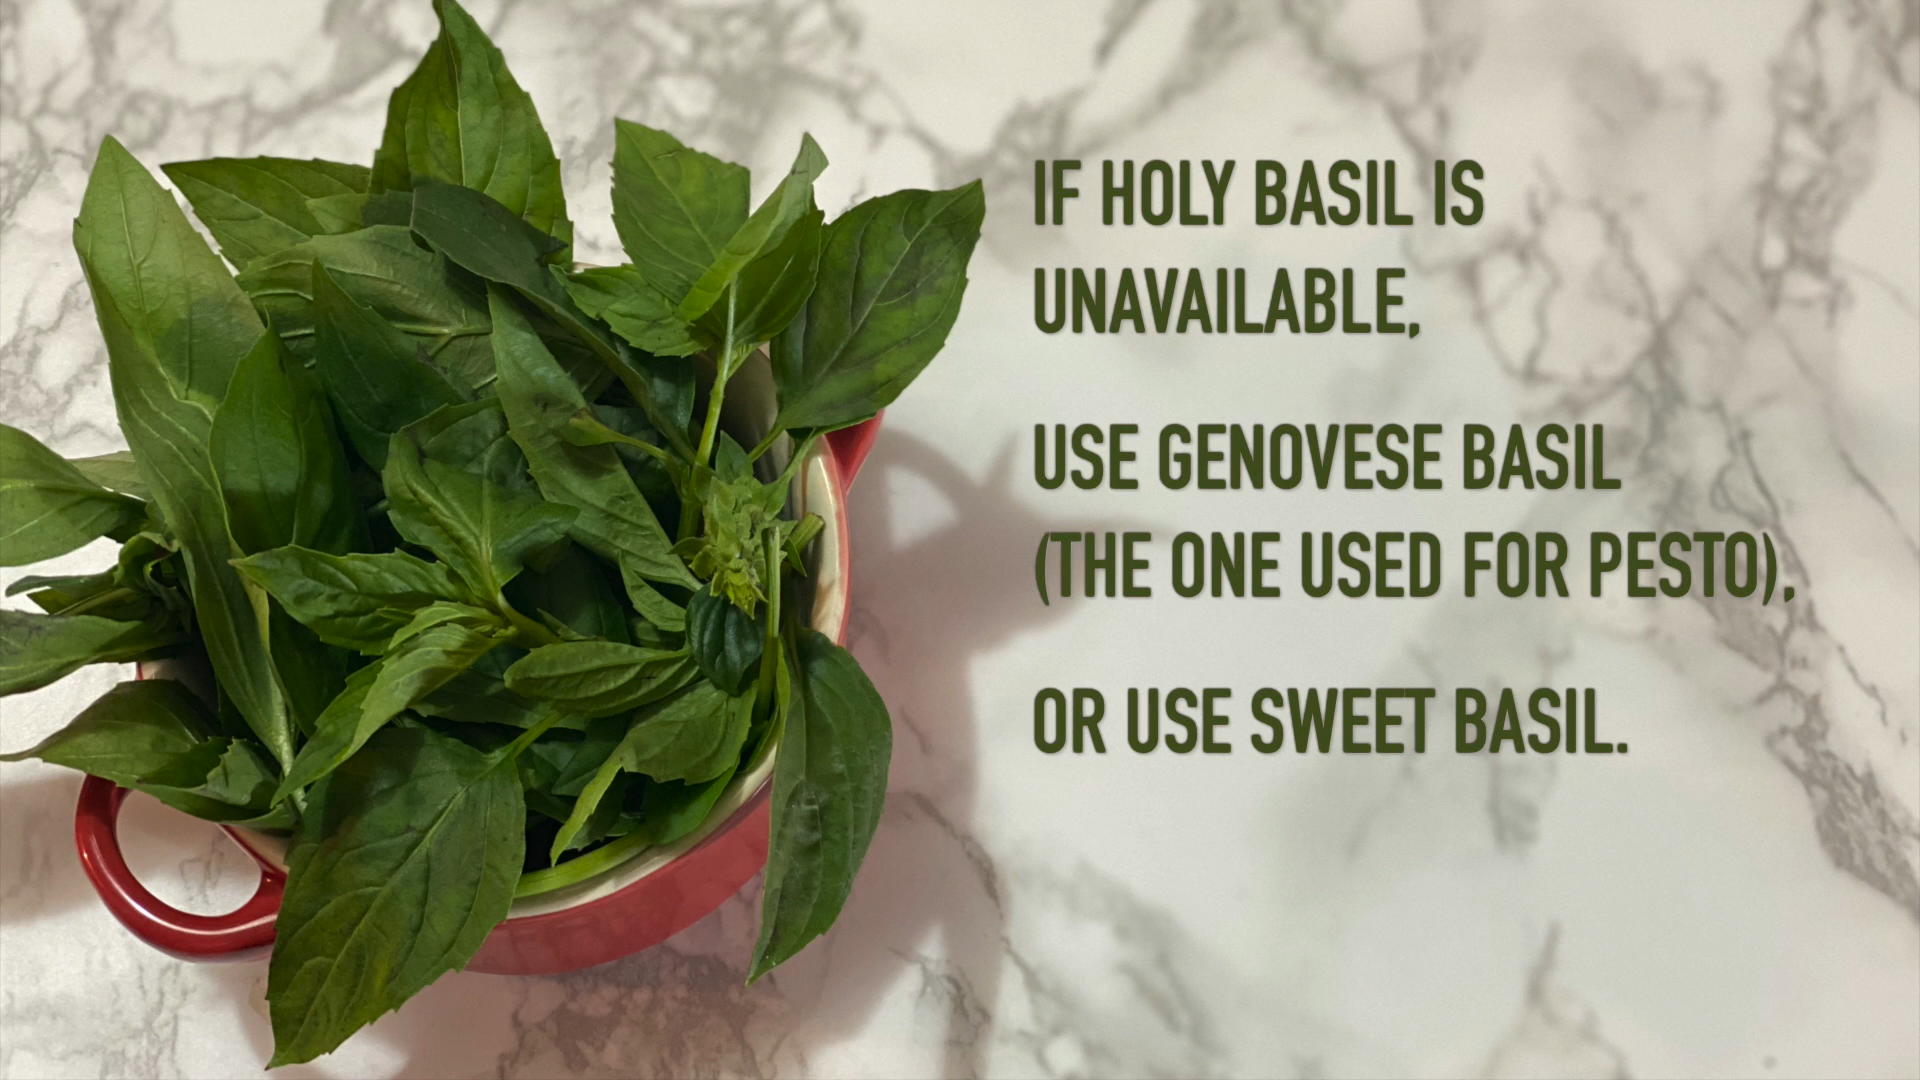 IF HOLY BASIL IS
UNAVAILABLE,
USE GENOVESE BASIL
(THE ONE USED FOR PESTO),
OR USE SWEET BASIL.